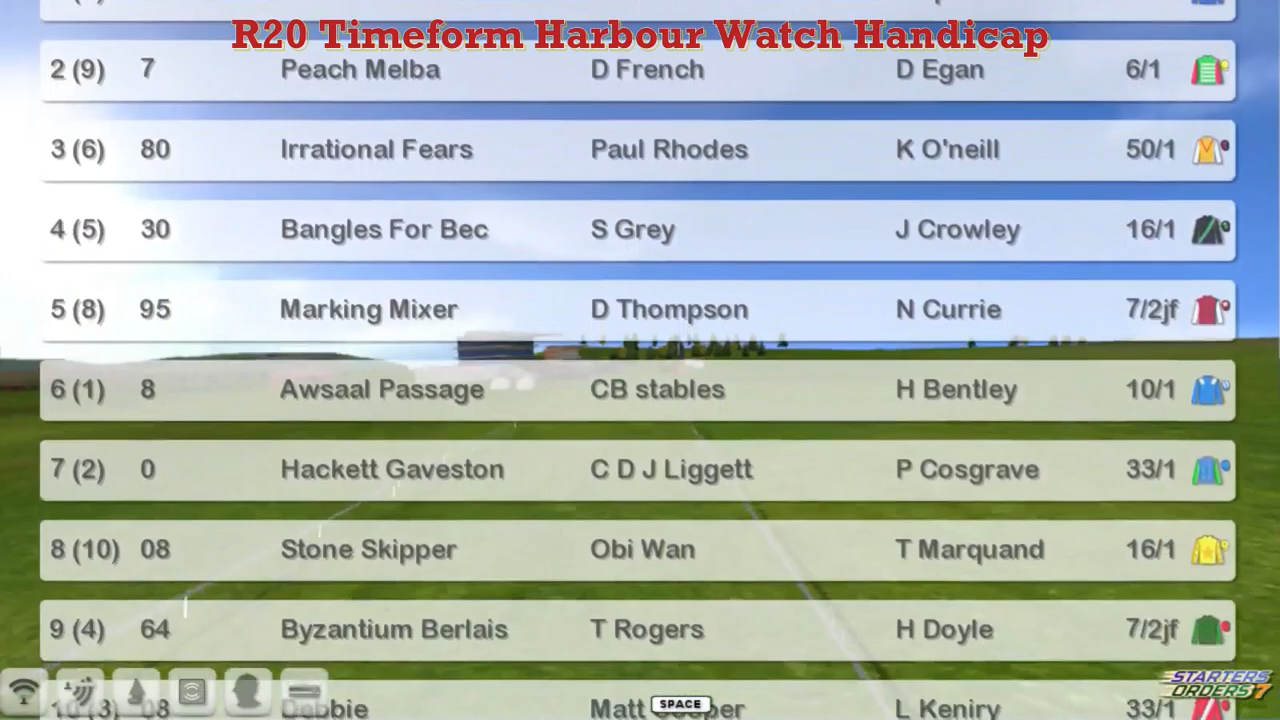 R20 Timeform Harbour Watch Handicap
2 (9) 7 Peach Melba D French D Egan 6/1
3 (6) 80 Irrational Fears Paul Rhodes K O'neill 50/1
4 (5) 30 Bangles For Bec S Grey J Crowley 16/1
5 (8) 95 Marking Mixer D Thompson N Currie 7/2jf
6 (1) 8 Awsaal Passage CB stables H Bentley 10/1
7 (2) 0 Hackett Gaveston C D J Liggett P Cosgrave 33/1
8 (10) 08 Stone Skipper Obi Wan T Marquand 16/1
9 (4) 64 Byzantium Berlais T Rogers H Doyle 7/2jf
10 (3) 08 Matt L Keniry 33/1
SPACE
STARTERS ORDERS 7